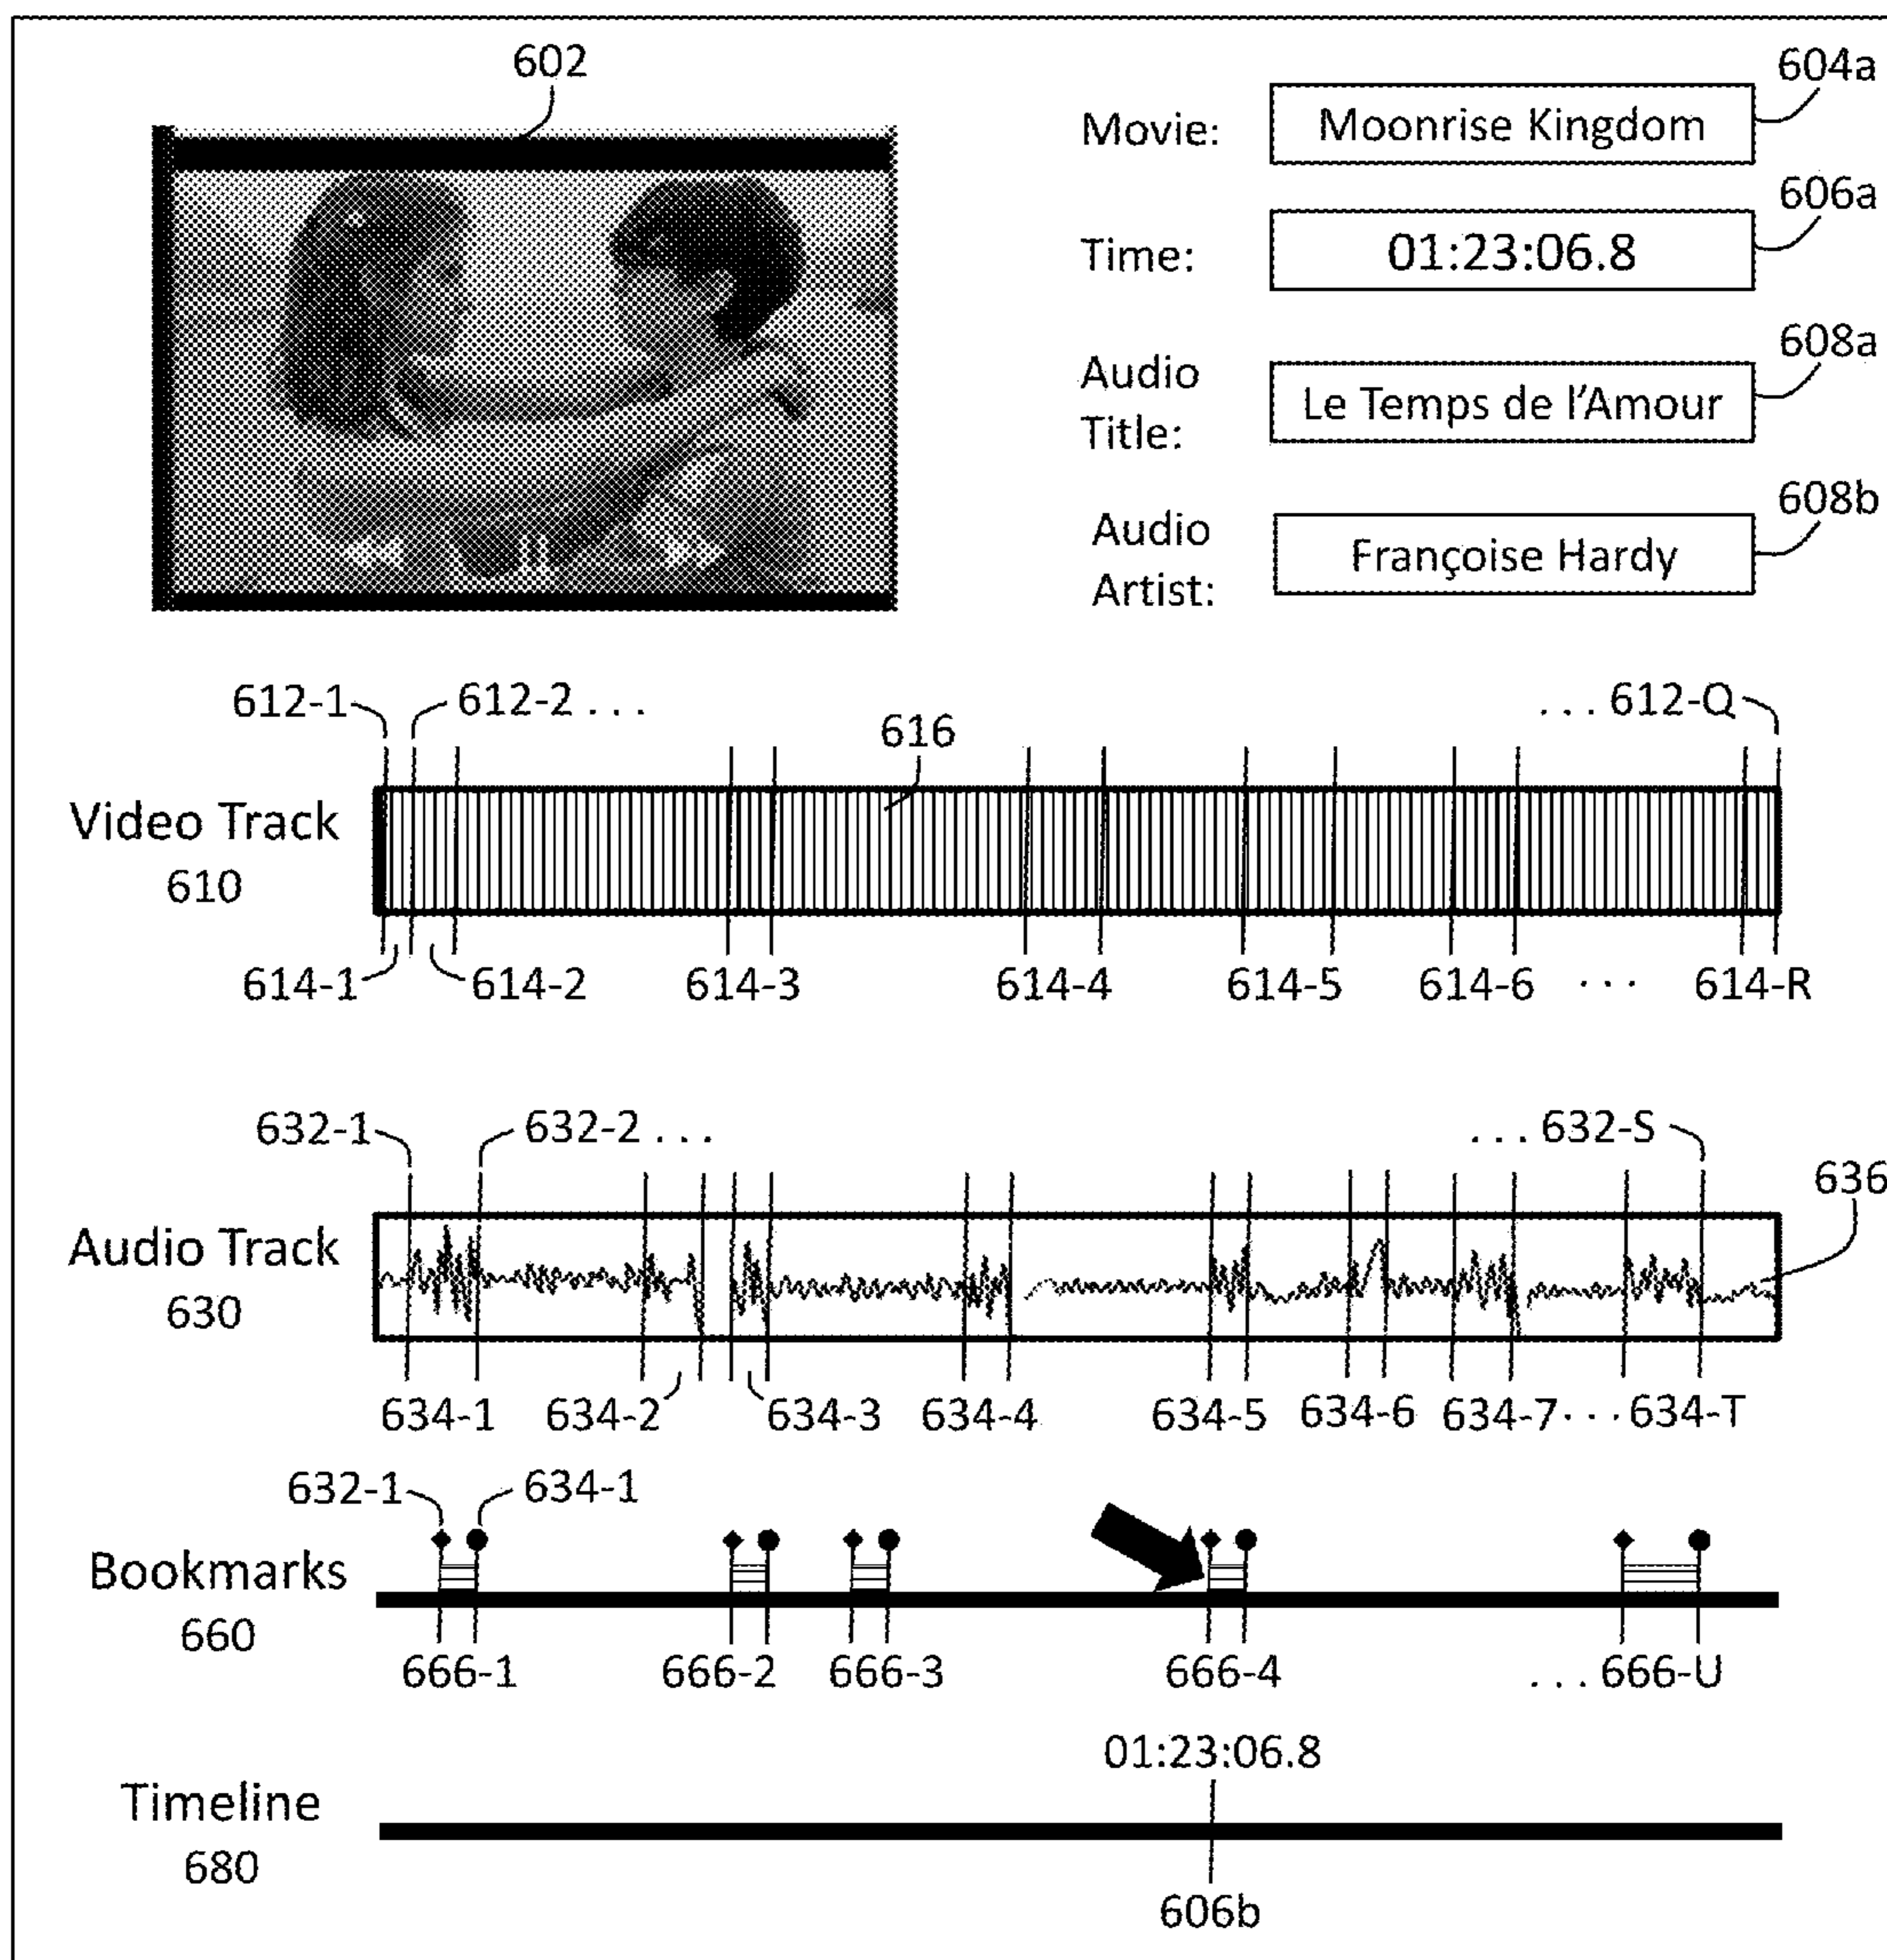 602
Movie: Moonrise Kingdom 604a
Time: 01:23:06.8 606a
Audio Title: Le Temps de l'Amour 608a
Audio Artist: Françoise Hardy 608b
612-1 612-2 . . . 616 . . . 612-Q
Video Track
610
614-1 614-2 614-3 614-4 614-5 614-6 . . . 614-R
632-1 632-2 . . . . . . 632-S
636
Audio Track
630
634-1 634-2 634-3 634-4 634-5 634-6 634-7 . . . 634-T
632-1 634-1
Bookmarks
660
666-1 666-2 666-3 666-4 . . . 666-U
01:23:06.8
Timeline
680
606b